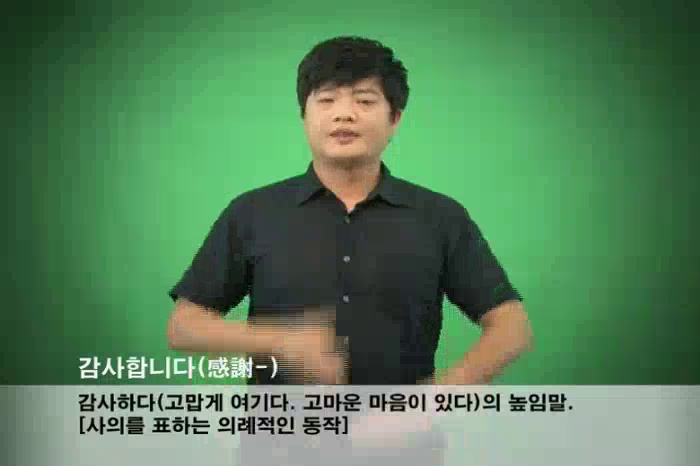 감사합니다(感謝-)
감사하다(고맙게 여기다. 고마운 마음이 있다)의 높임말.
[사의를 표하는 의례적인 동작]